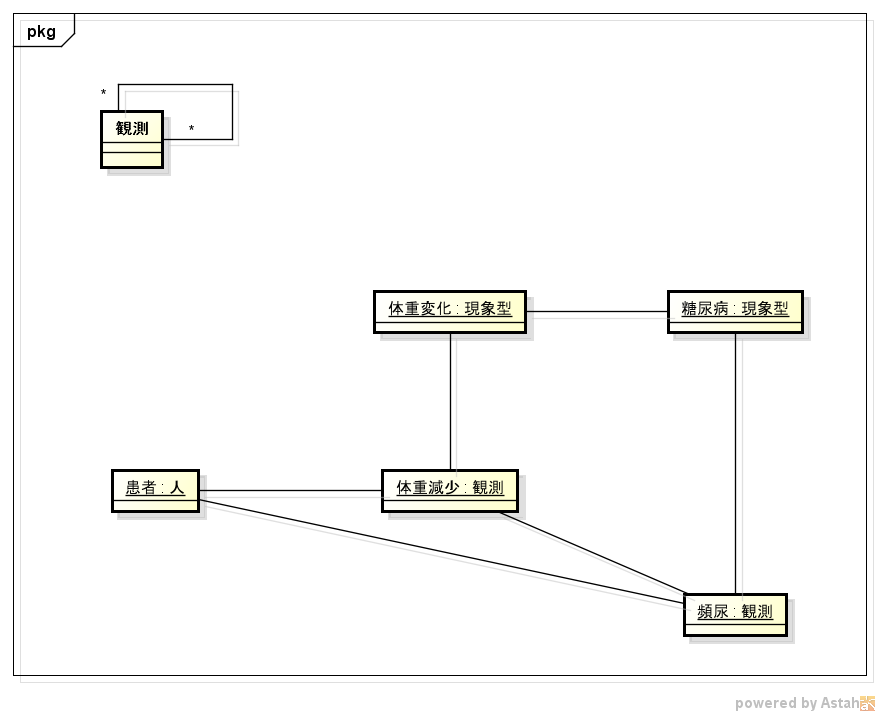 pkg
*
観測
*
体重変化 : 現象型
糖尿病 : 現象型
患者 : 人
体重減少 : 観測
頻尿 : 観測
powered by Astah